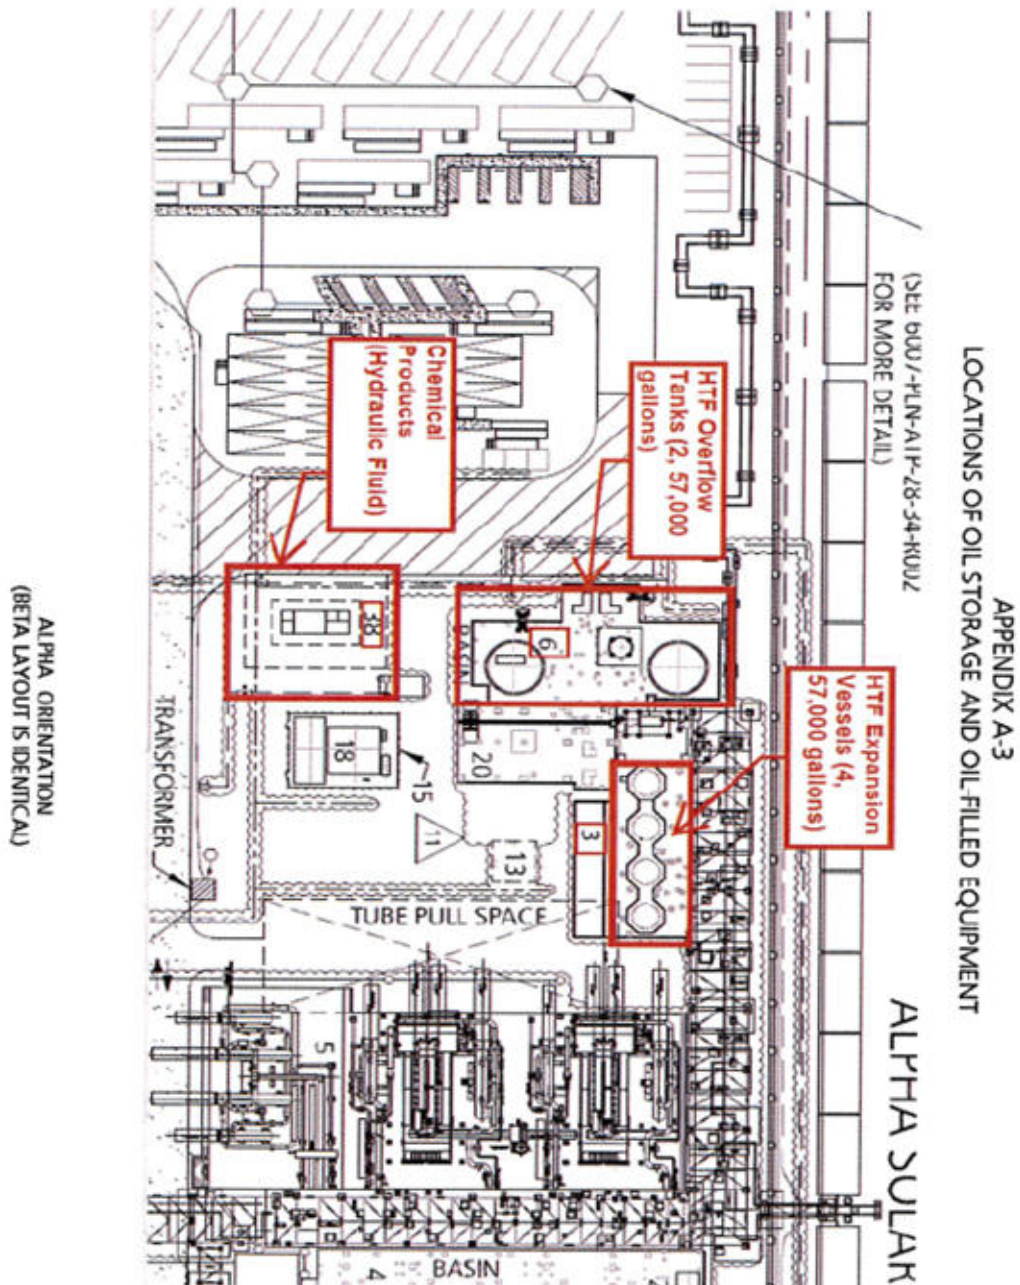 APPENDIX A-3
LOCATIONS OF OIL STORAGE AND OIL-FILLED EQUIPMENT
FOR MORE DETAIL)
ALPHA SOLAR
HTF Overflow
Tanks (2, 57,000
gallons)
Chemical
Products
(Hydraulic Fluid)
HTF Expansion
Vessels (4,
57,000 gallons)
38
6
BASIN
18
20
15
11
13
3
TRANSFORMER
TUBE PULL SPACE
5
4
BASIN
ALPHA ORIENTATION
(BETA LAYOUT IS IDENTICAL)